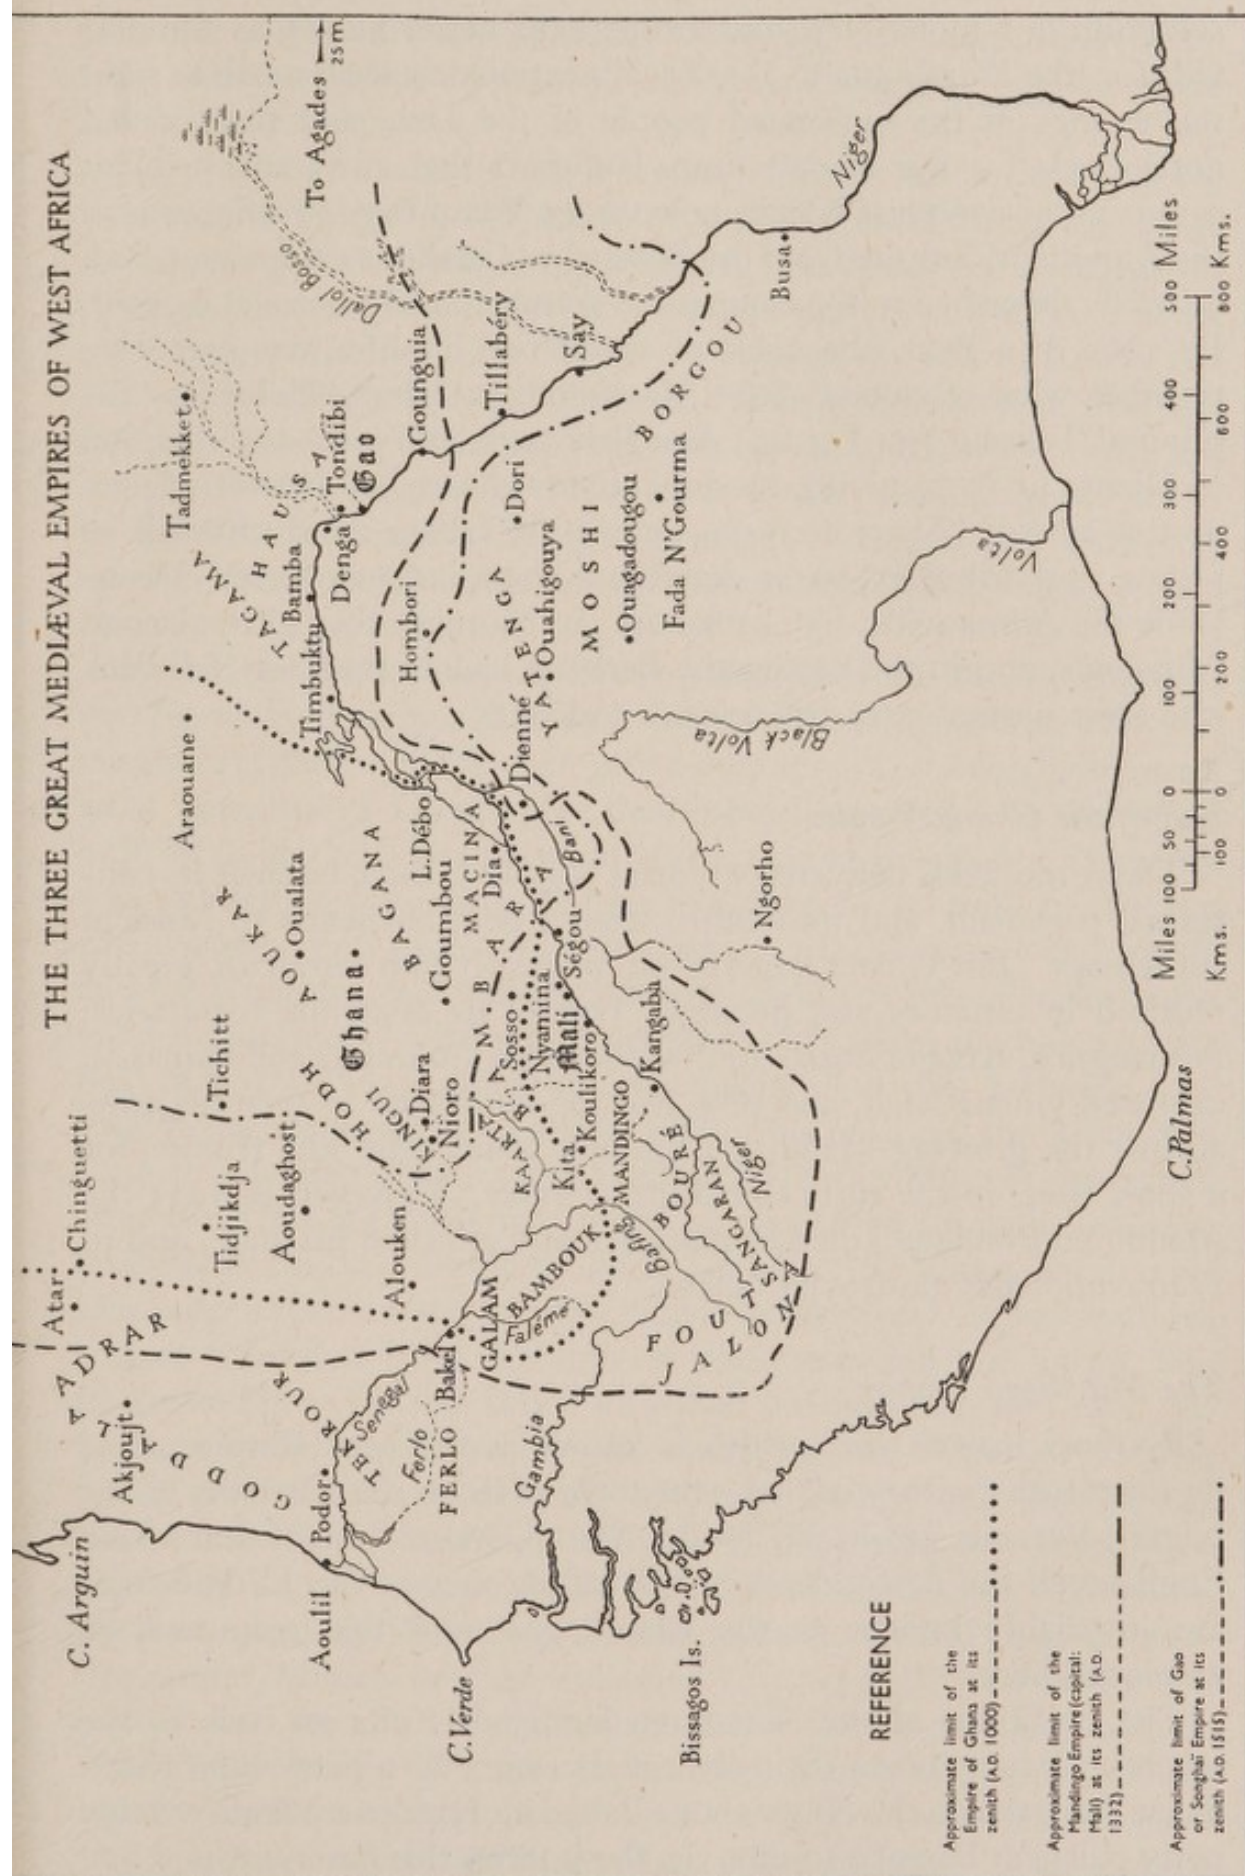 THE THREE GREAT MEDIÆVAL EMPIRES OF WEST AFRICA
C. Arguin
Akjoujt
ADRAR
Atar
Chinguetti
Tidjikdja
Tichitt
Aoudaghost
HODH
AOUKAR
Oualata
Araouane
Tadmekket
YAGAMA
HAUSA
To Agades
25 m
Dallol Bosso
Aoulil
Podor
TEKROUR
Senegal
Alouken
KINGUI
Diara
Nioro
Ghana
BAGANA
Goumbou
L. Débo
MACINA
Dia
Timbuktu
Bamba
Denga
Tondibi
Gao
Hombori
Gounguia
Tillabéry
Say
Dori
C. Verde
Ferlo
FERLO
Bakel
GALAM
BAMBOUK
Falémé
KAARTA
BAMBARA
Sosso
Nyamina
Mali
Ségou
Bani
Dienné
YATENGA
Ouahigouya
MOSHI
Ouagadougou
Fada N'Gourma
BORGOU
Busa
Niger
Gambia
Kita
Koulikoro
MANDINGO
Kangaba
Bafing
BOURÉ
SANGARAN
Niger
FOUTA
JALON
Ngorho
Black Volta
Volta
Bissagos Is.
C. Palmas
REFERENCE
Approximate limit of the
Empire of Ghana at its
zenith (A.D. 1000)
Approximate limit of the
Mandingo Empire (capital:
Mali) at its zenith (A.D.
1332)
Approximate limit of Gao
or Songhaï Empire at its
zenith (A.D. 1515)
Miles 100 50 0 100 200 300 400 500 Miles
Kms. 100 0 200 400 600 800 Kms.